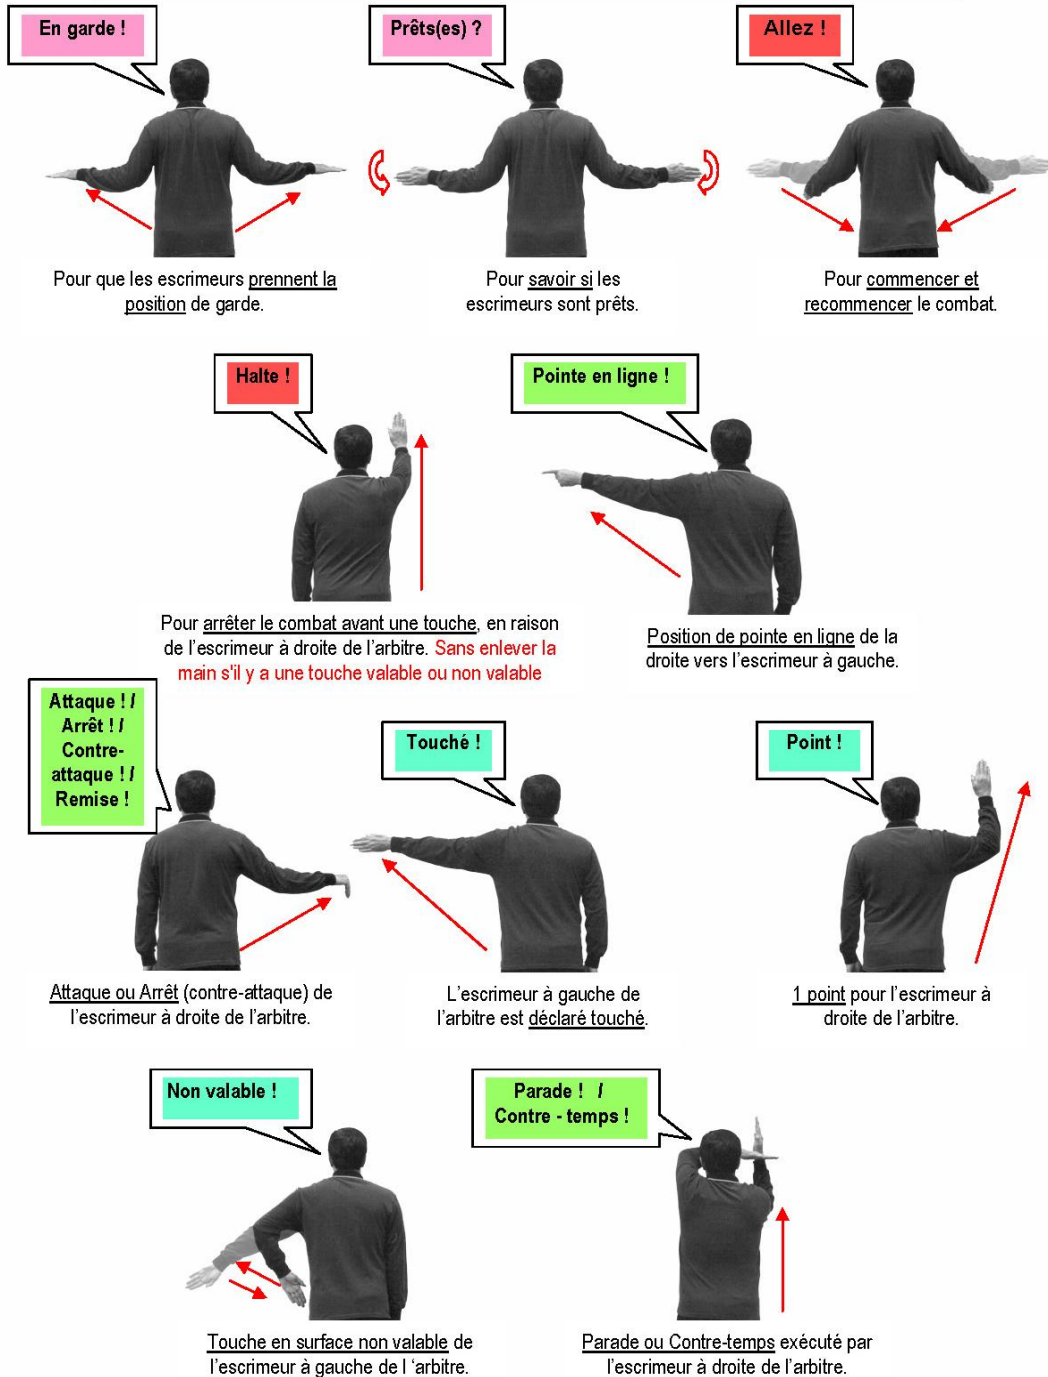 En garde !
Prêts(es) ?
Allez !
Pour que les escrimeurs prennent la
position de garde.
Pour savoir si les
escrimeurs sont prêts.
Pour commencer et
recommencer le combat.
Halte !
Pointe en ligne !
Pour arrêter le combat avant une touche, en raison
de l'escrimeur à droite de l'arbitre. Sans enlever la
main s'il y a une touche valable ou non valable
Position de pointe en ligne de la
droite vers l'escrimeur à gauche.
Attaque ! /
Arrêt ! /
Contre-
attaque ! /
Remise !
Touché !
Point !
Attaque ou Arrêt (contre-attaque) de
l'escrimeur à droite de l'arbitre.
L'escrimeur à gauche de
l'arbitre est déclaré touché.
1 point pour l'escrimeur à
droite de l'arbitre.
Non valable !
Parade ! /
Contre - temps !
Touche en surface non valable de
l'escrimeur à gauche de l 'arbitre.
Parade ou Contre-temps exécuté par
l'escrimeur à droite de l'arbitre.